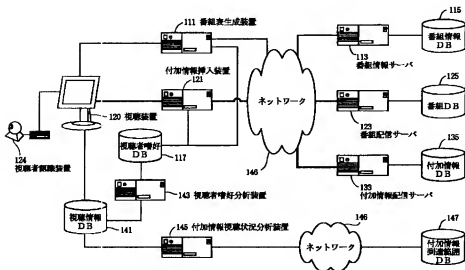 111 番組表生成装置
付加情報挿入装置
121
120 視聴装置
124
視聴者認識装置
視聴者嗜好
DB
117
143 視聴者嗜好分析装置
視聴情報
DB
141
145 付加情報視聴状況分析装置
ネットワーク
146
113
番組情報サーバ
115
番組情報
DB
123
番組配信サーバ
125
番組DB
133
付加情報配信サーバ
135
付加情報
DB
146
ネットワーク
147
付加情報
到達範囲
DB